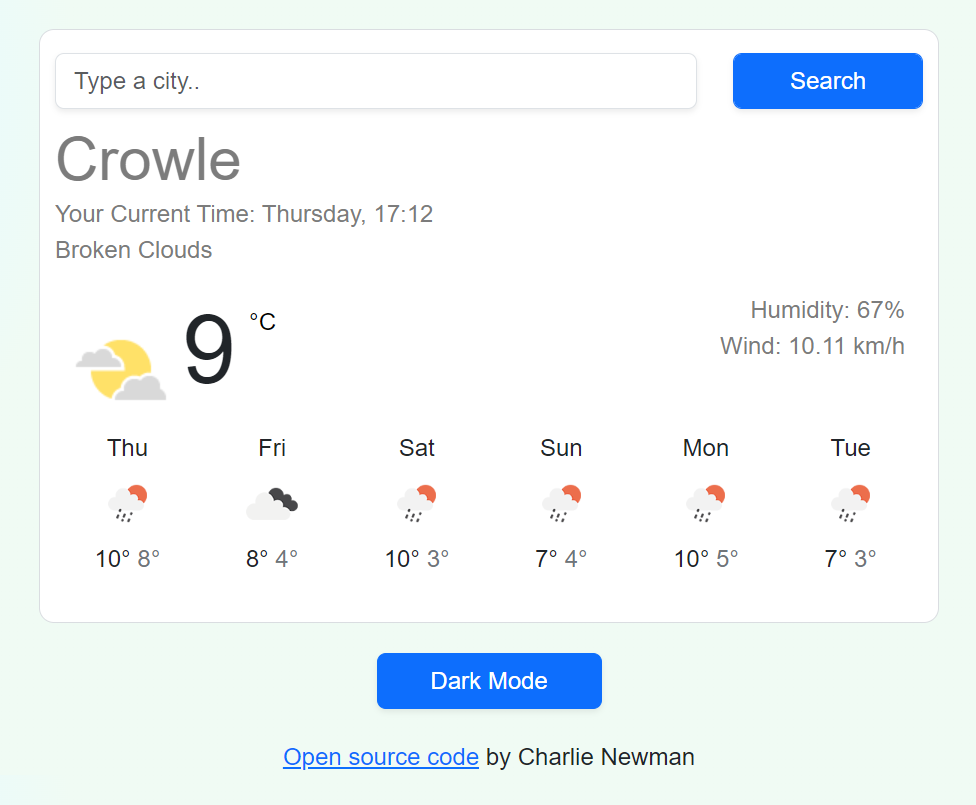 Type a city..
Search
Crowle
Your Current Time: Thursday, 17:12
Broken Clouds
9 °C
Humidity: 67%
Wind: 10.11 km/h
Thu Fri Sat Sun Mon Tue
10° 8° 8° 4° 10° 3° 7° 4° 10° 5° 7° 3°
Dark Mode
Open source code by Charlie Newman